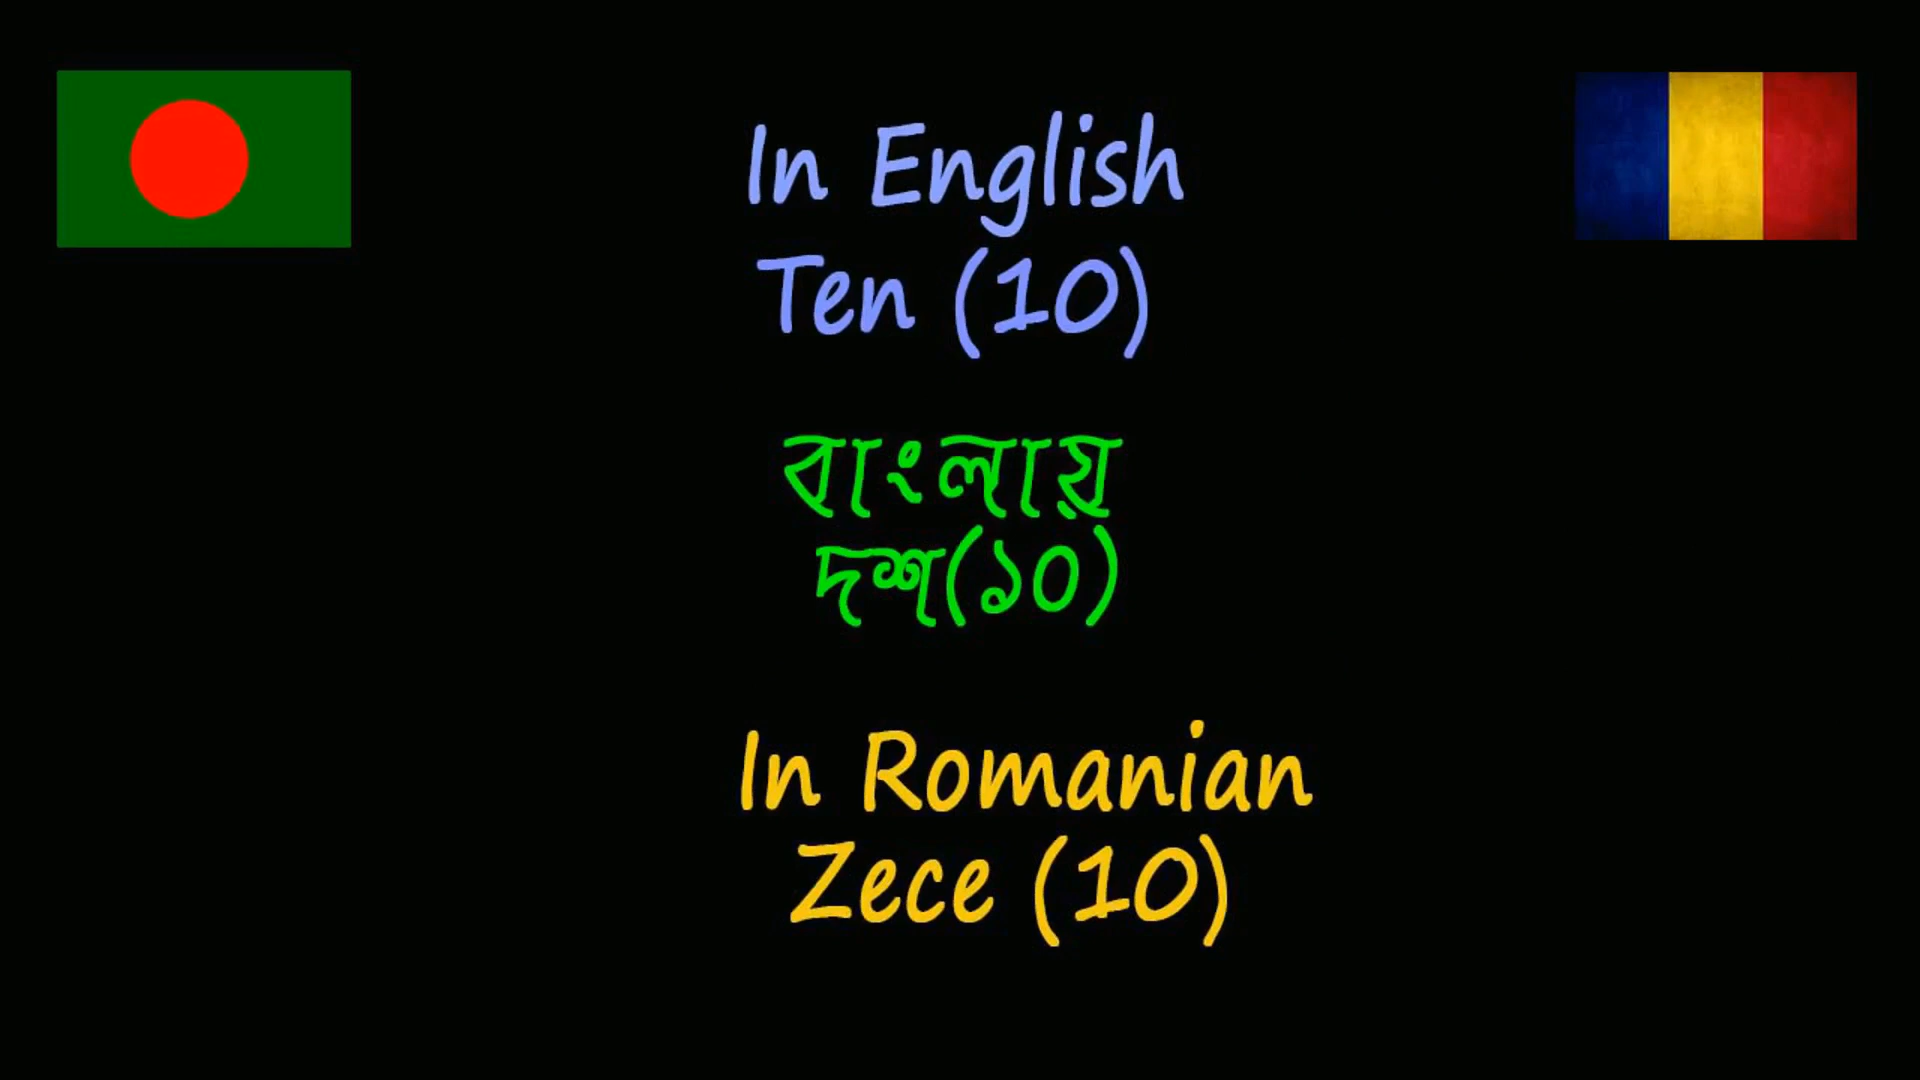 In English
Ten (10)
বাংলায়
দশ(১০)
In Romanian
Zece (10)